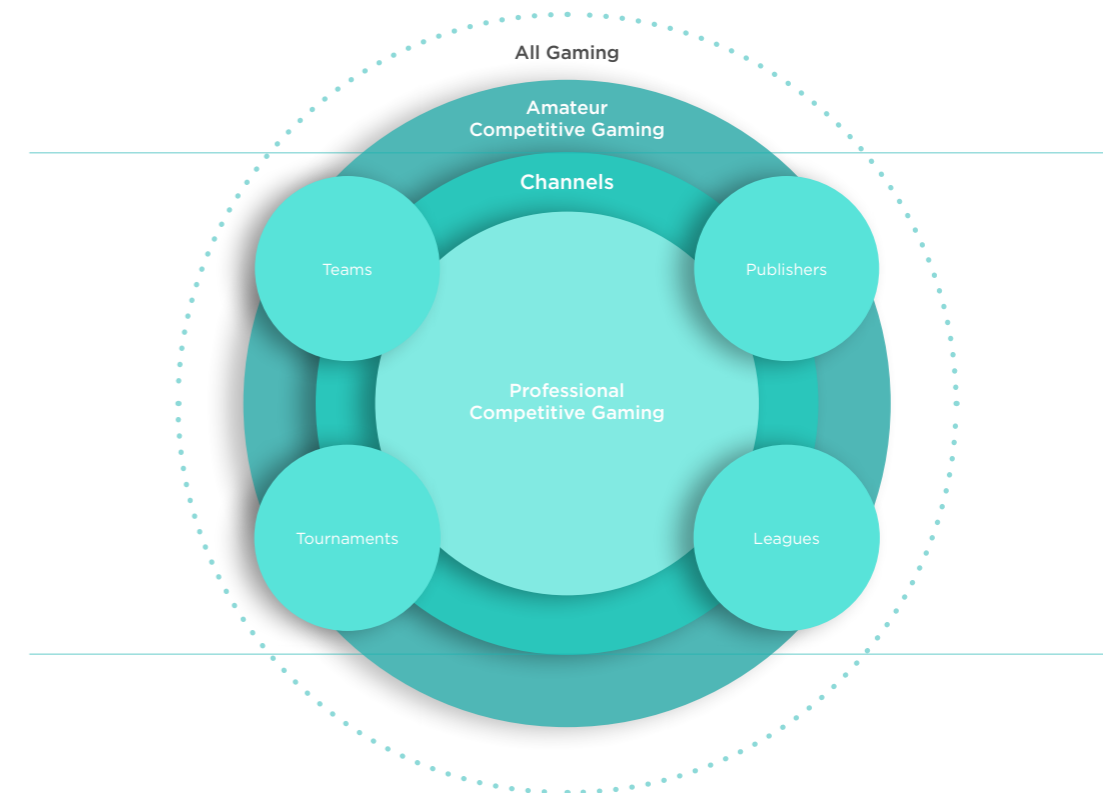 All Gaming
Amateur
Competitive Gaming
Channels
Teams
Publishers
Professional
Competitive Gaming
Tournaments
Leagues